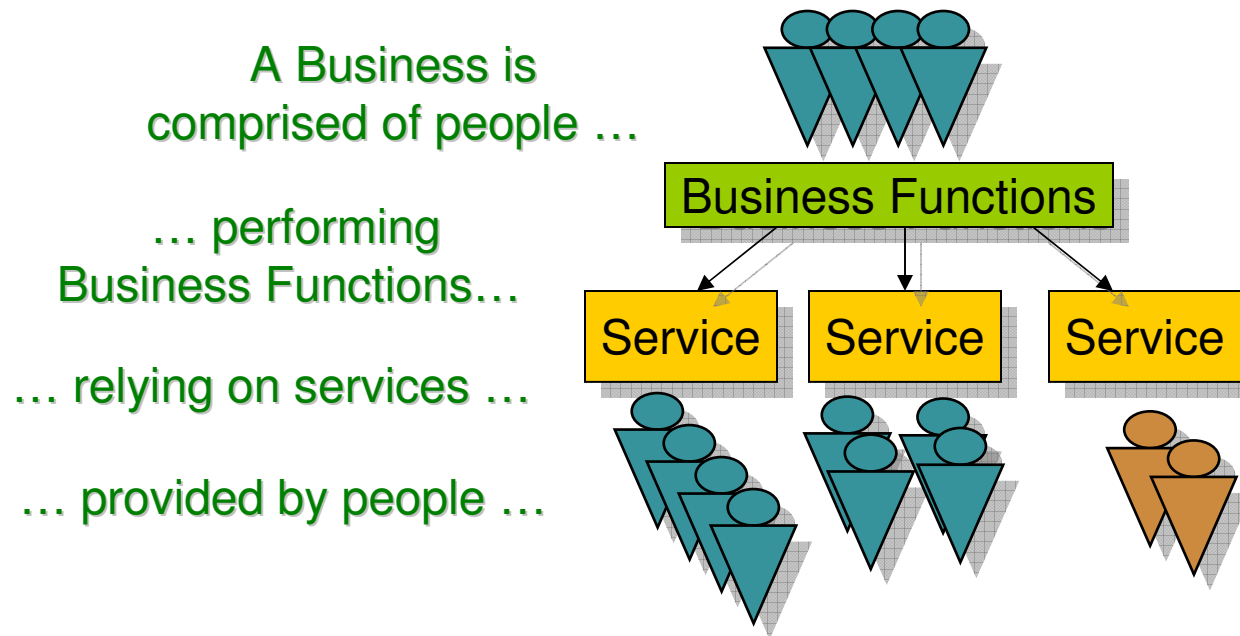 A Business is
comprised of people …
… performing
Business Functions…
… relying on services …
… provided by people …
Business Functions
Service
Service
Service